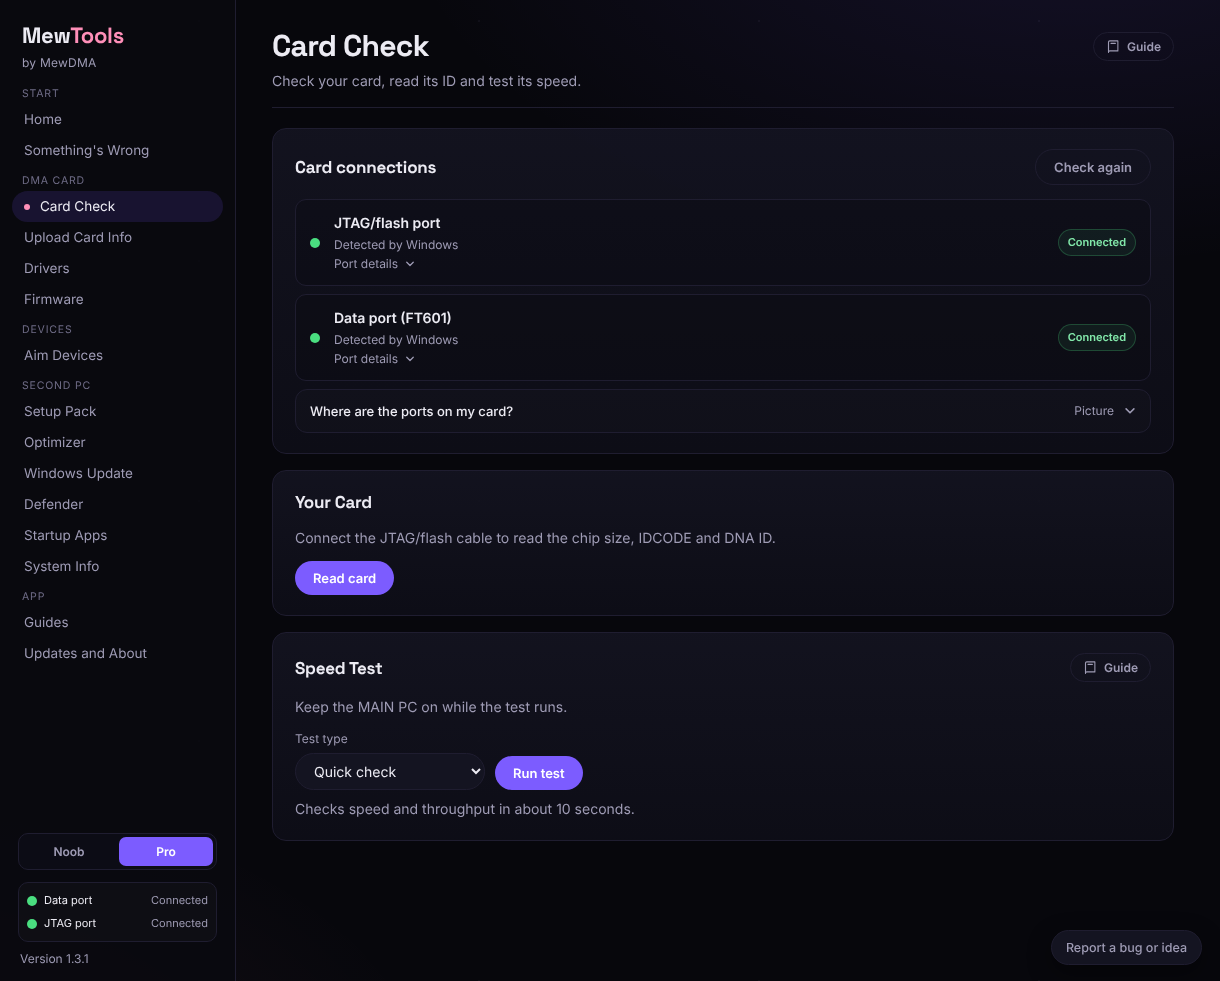 MewTools
by MewDMA
START
Home
Something's Wrong
DMA CARD
Card Check
Upload Card Info
Drivers
Firmware
DEVICES
Aim Devices
SECOND PC
Setup Pack
Optimizer
Windows Update
Defender
Startup Apps
System Info
APP
Guides
Updates and About
Noob
Pro
Data port Connected
JTAG port Connected
Version 1.3.1
Card Check
Guide
Check your card, read its ID and test its speed.
Card connections
Check again
JTAG/flash port
Detected by Windows
Port details
Connected
Data port (FT601)
Detected by Windows
Port details
Connected
Where are the ports on my card?
Picture
Your Card
Connect the JTAG/flash cable to read the chip size, IDCODE and DNA ID.
Read card
Speed Test
Guide
Keep the MAIN PC on while the test runs.
Test type
Quick check
Run test
Checks speed and throughput in about 10 seconds.
Report a bug or idea